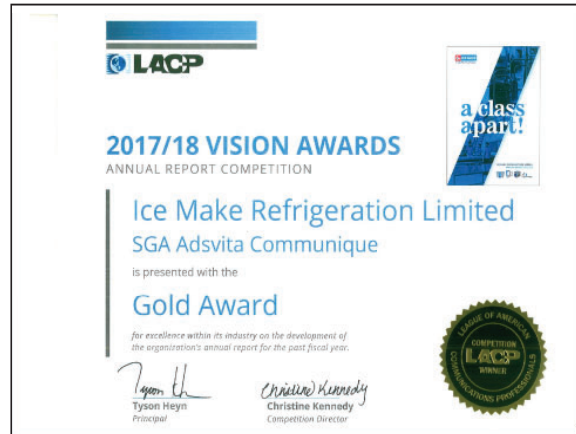 LACP
a class
apart!
2017/18 VISION AWARDS
ANNUAL REPORT COMPETITION
Ice Make Refrigeration Limited
SGA Adsvita Communique
is presented with the
Gold Award
for excellence within its industry on the development of
the organization's annual report for the past fiscal year.
Tyson Heyn
Principal
Christine Kennedy
Christine Kennedy
Competition Director
LEAGUE OF AMERICAN
COMPETITION
LACP
WINNER
COMMUNICATIONS PROFESSIONALS